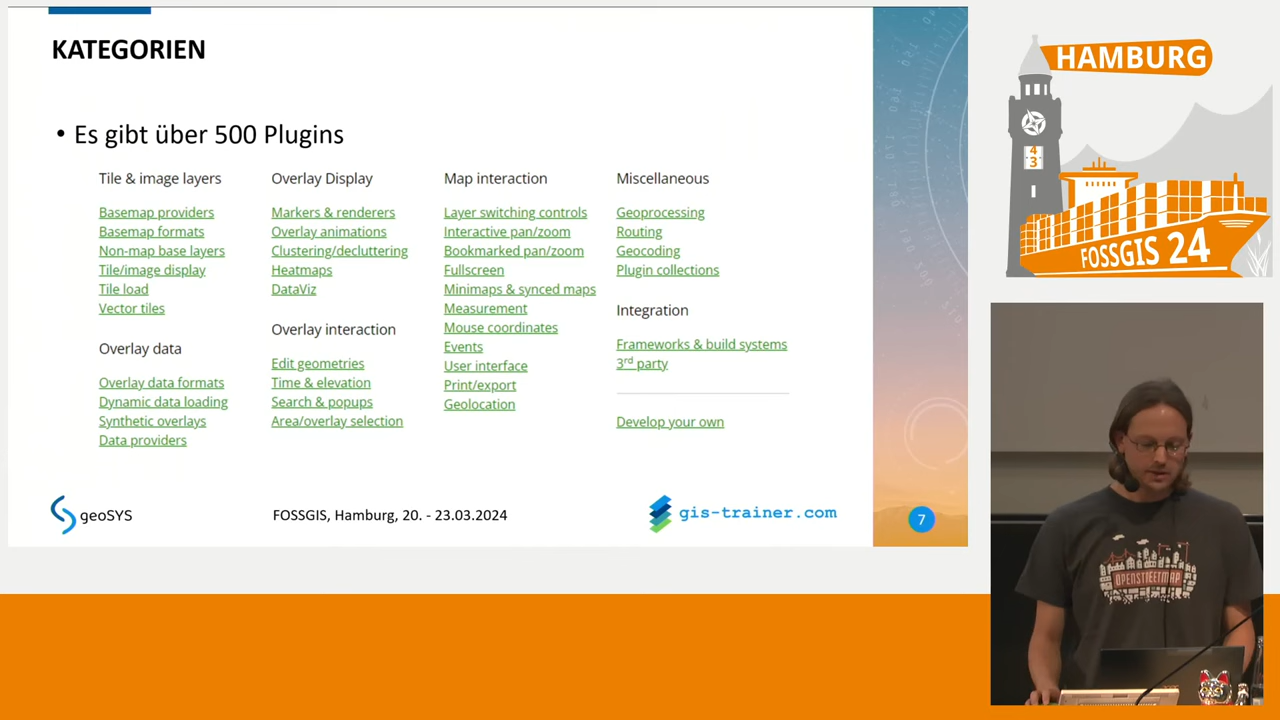 KATEGORIEN
• Es gibt über 500 Plugins
Tile & image layers
Basemap providers
Basemap formats
Non-map base layers
Tile/image display
Tile load
Vector tiles
Overlay data
Overlay data formats
Dynamic data loading
Synthetic overlays
Data providers
Overlay Display
Markers & renderers
Overlay animations
Clustering/decluttering
Heatmaps
DataViz
Overlay interaction
Edit geometries
Time & elevation
Search & popups
Area/overlay selection
Map interaction
Layer switching controls
Interactive pan/zoom
Bookmarked pan/zoom
Fullscreen
Minimaps & synced maps
Measurement
Mouse coordinates
Events
User interface
Print/export
Geolocation
Miscellaneous
Geoprocessing
Routing
Geocoding
Plugin collections
Integration
Frameworks & build systems
3rd party
Develop your own
geoSYS
FOSSGIS, Hamburg, 20. - 23.03.2024
gis-trainer.com
7
HAMBURG
4
3
FOSSGIS 24
OPENSTREETMAP